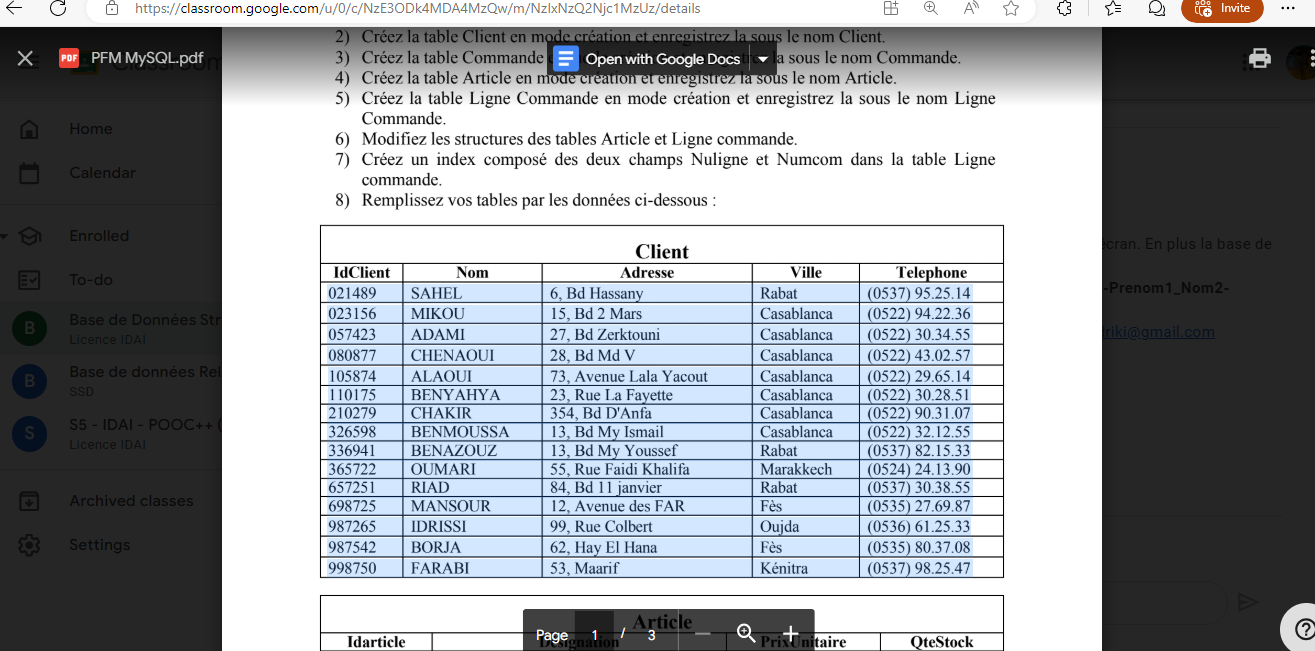 https://classroom.google.com/u/0/c/NzE3ODk4MDA4MzQw/m/NzIxNzQ2Njc1MzUz/details
Invite
PFM MySQL.pdf
Open with Google Docs
2) Créez la table Client en mode création et enregistrez la sous le nom Client.
3) Créez la table Commande la sous le nom Commande.
4) Créez la table Article en mode création et enregistrez la sous le nom Article.
5) Créez la table Ligne Commande en mode création et enregistrez la sous le nom Ligne
Commande.
6) Modifiez les structures des tables Article et Ligne commande.
7) Créez un index composé des deux champs Nuligne et Numcom dans la table Ligne
commande.
8) Remplissez vos tables par les données ci-dessous :
Home
Calendar
Enrolled
To-do
B Base de Données Str
Licence IDAI
B Base de données Rel
SSD
S S5 - IDAI - POOC++ (
Licence IDAI
Archived classes
Settings
Client
IdClient Nom Adresse Ville Telephone
021489 SAHEL 6, Bd Hassany Rabat (0537) 95.25.14
023156 MIKOU 15, Bd 2 Mars Casablanca (0522) 94.22.36
057423 ADAMI 27, Bd Zerktouni Casablanca (0522) 30.34.55
080877 CHENAOUI 28, Bd Md V Casablanca (0522) 43.02.57
105874 ALAOUI 73, Avenue Lala Yacout Casablanca (0522) 29.65.14
110175 BENYAHYA 23, Rue La Fayette Casablanca (0522) 30.28.51
210279 CHAKIR 354, Bd D'Anfa Casablanca (0522) 90.31.07
326598 BENMOUSSA 13, Bd My Ismail Casablanca (0522) 32.12.55
336941 BENAZOUZ 13, Bd My Youssef Rabat (0537) 82.15.33
365722 OUMARI 55, Rue Faidi Khalifa Marakkech (0524) 24.13.90
657251 RIAD 84, Bd 11 janvier Rabat (0537) 30.38.55
698725 MANSOUR 12, Avenue des FAR Fès (0535) 27.69.87
987265 IDRISSI 99, Rue Colbert Oujda (0536) 61.25.33
987542 BORJA 62, Hay El Hana Fès (0535) 80.37.08
998750 FARABI 53, Maarif Kénitra (0537) 98.25.47
Article
Idarticle Désignation PrixUnitaire QteStock
Page 1 / 3
ecran. En plus la base de
-Prenom1_Nom2-
riki@gmail.com